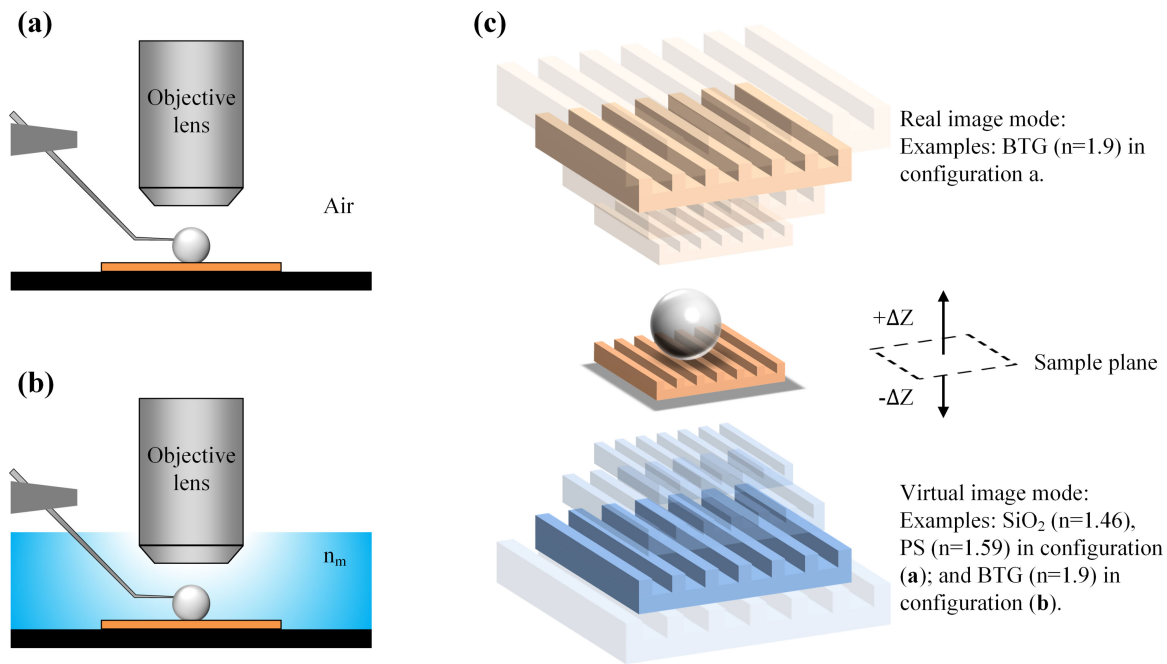 (a)
Objective
lens
Air
(b)
Objective
lens
nₘ
(c)
Real image mode:
Examples: BTG (n=1.9) in
configuration a.
+ΔZ
Sample plane
-ΔZ
Virtual image mode:
Examples: SiO₂ (n=1.46),
PS (n=1.59) in configuration
(a); and BTG (n=1.9) in
configuration (b).